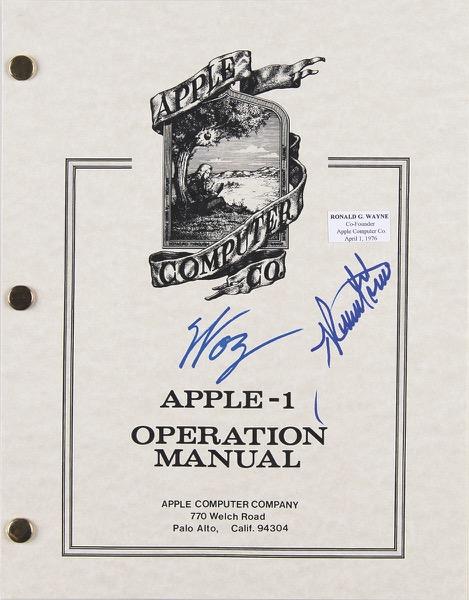 APPLE
COMPUTER
CO
RONALD G. WAYNE
Co-Founder
Apple Computer Co.
April 1, 1976
Woz
APPLE-1
OPERATION
MANUAL
APPLE COMPUTER COMPANY
770 Welch Road
Palo Alto, Calif. 94304